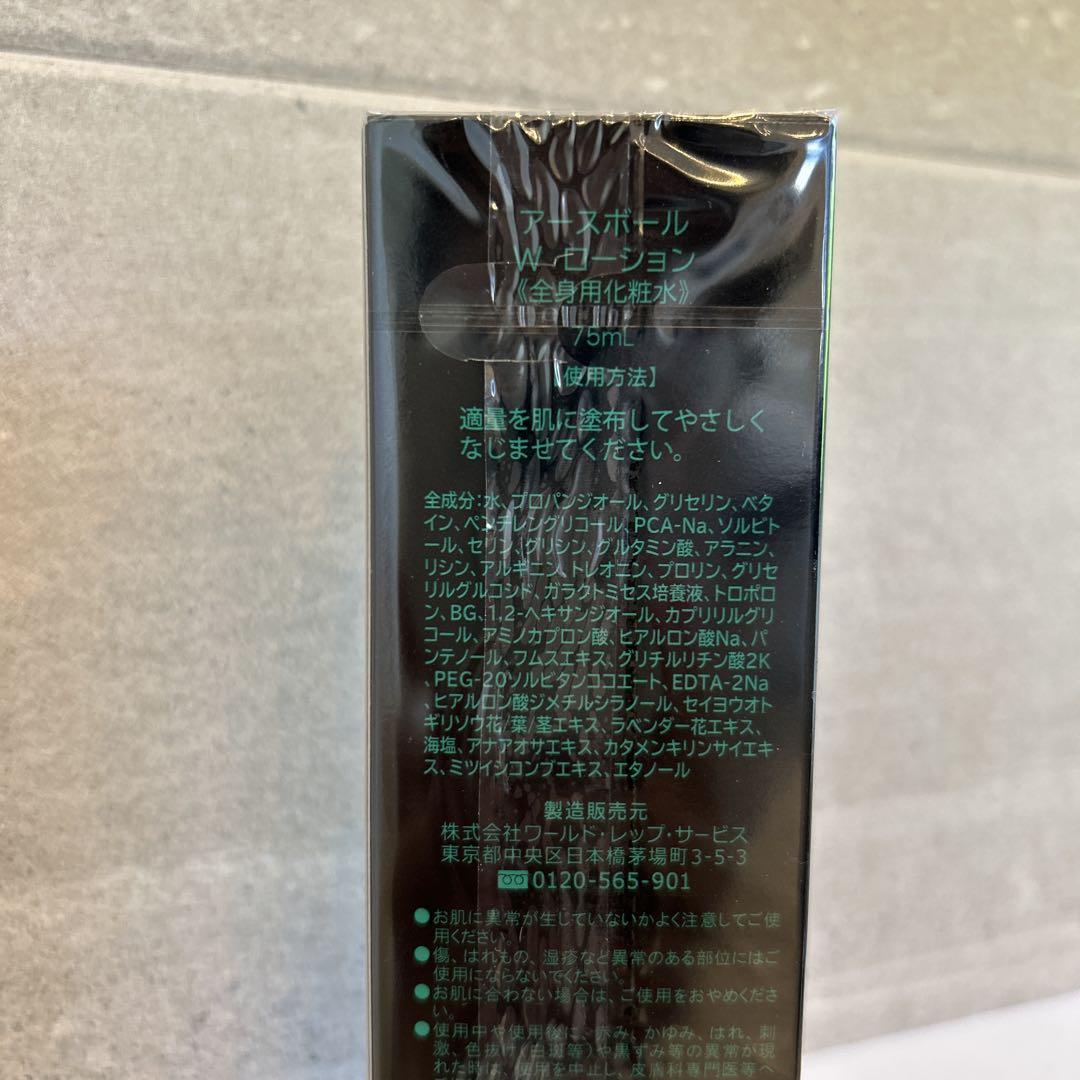 アースボール
W ローション
《全身用化粧水》
75mL
【使用方法】
適量を肌に塗布してやさしく
なじませてください。
全成分:水、プロパンジオール、グリセリン、ベタ
イン、ペンチレングリコール、PCA-Na、ソルビト
ール、セリン、グリシン、グルタミン酸、アラニン、
リシン、アルギニン、トレオニン、プロリン、グリセ
リルグルコシド、ガラクトミセス培養液、トロポロ
ン、BG、1,2-ヘキサンジオール、カプリリルグリ
コール、アミノカプロン酸、ヒアルロン酸Na、パ
ンテノール、フムスエキス、グリチルリチン酸2K
、PEG-20ソルビタンココエート、EDTA-2Na
、ヒアルロン酸ジメチルシラノール、セイヨウオト
ギリソウ花/葉/茎エキス、ラベンダー花エキス、
海塩、アナアオサエキス、カタメンキリンサイエキ
ス、ミツイシコンブエキス、エタノール
製造販売元
株式会社ワールド・レップ・サービス
東京都中央区日本橋茅場町3-5-3
0120-565-901
●お肌に異常が生じていないかよく注意してご使
用ください。
●傷、はれもの、湿疹など異常のある部位にはご
使用にならないでください。
●お肌に合わない場合は、ご使用をおやめくださ
い。
●使用中や使用後に、赤み、かゆみ、はれ、刺
激、色抜け(白斑等)や黒ずみ等の異常が現
れた時は、使用を中止し、皮膚科専門医等へ